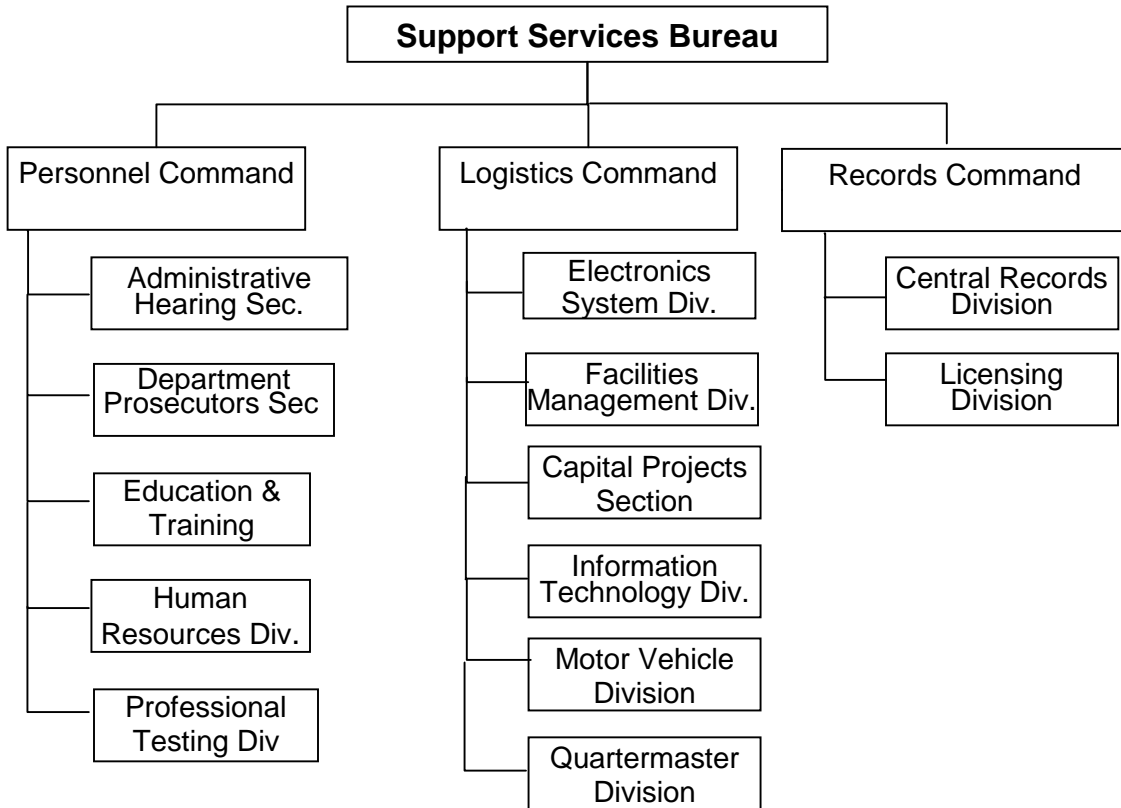 Support Services Bureau
Personnel Command
Logistics Command
Records Command
Administrative
Hearing Sec.
Department
Prosecutors Sec
Education &
Training
Human
Resources Div.
Professional
Testing Div
Electronics
System Div.
Facilities
Management Div.
Capital Projects
Section
Information
Technology Div.
Motor Vehicle
Division
Quartermaster
Division
Central Records
Division
Licensing
Division